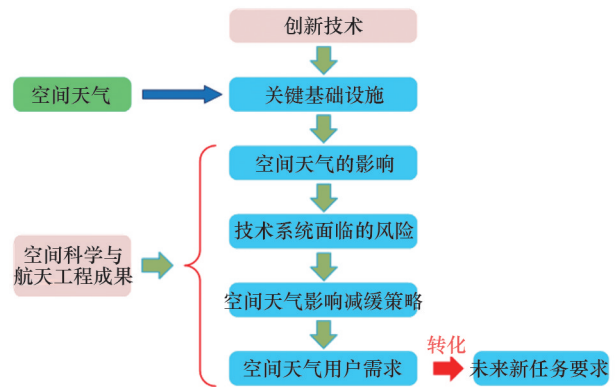 创新技术
空间天气
关键基础设施
空间天气的影响
技术系统面临的风险
空间科学与
航天工程成果
空间天气影响减缓策略
空间天气用户需求
转化
未来新任务要求